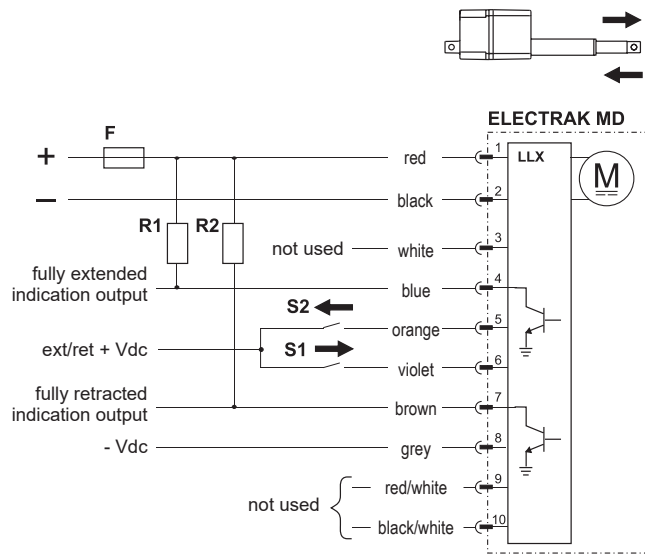 ELECTRAK MD
F
+
red
1
LLX
M
–
black
2
R1
R2
not used
white
3
fully extended
indication output
blue
4
S2
orange
5
ext/ret + Vdc
S1
violet
6
fully retracted
indication output
brown
7
- Vdc
grey
8
not used
red/white
9
black/white
10